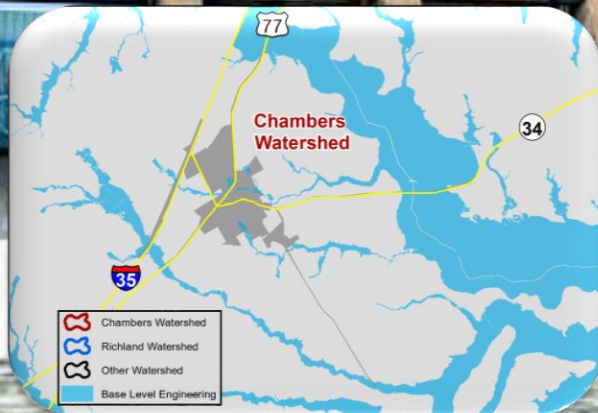 77
Chambers
Watershed
34
35
Chambers Watershed
Richland Watershed
Other Watershed
Base Level Engineering